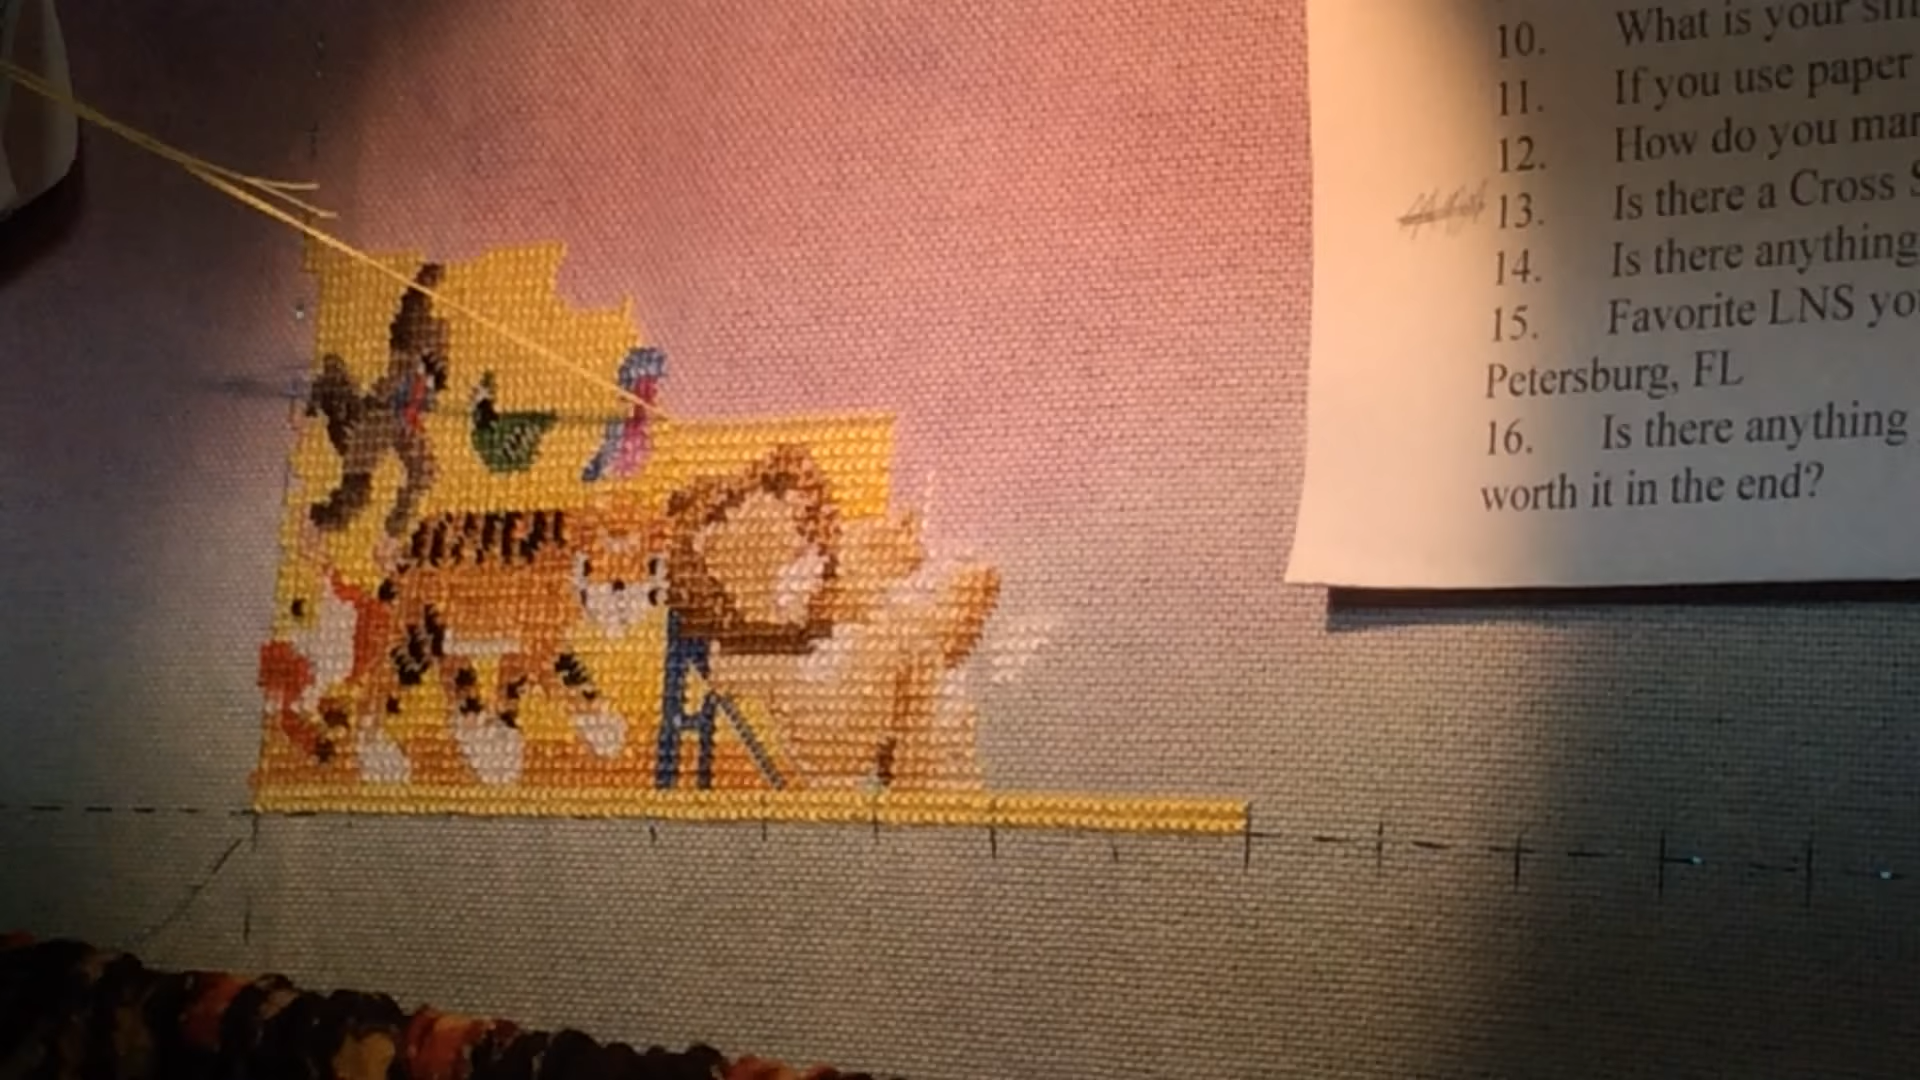 10. What is your
11. If you use paper
12. How do you
13. Is there a Cross
14. Is there anything
15. Favorite LNS
Petersburg, FL
16. Is there anything
worth it in the end?